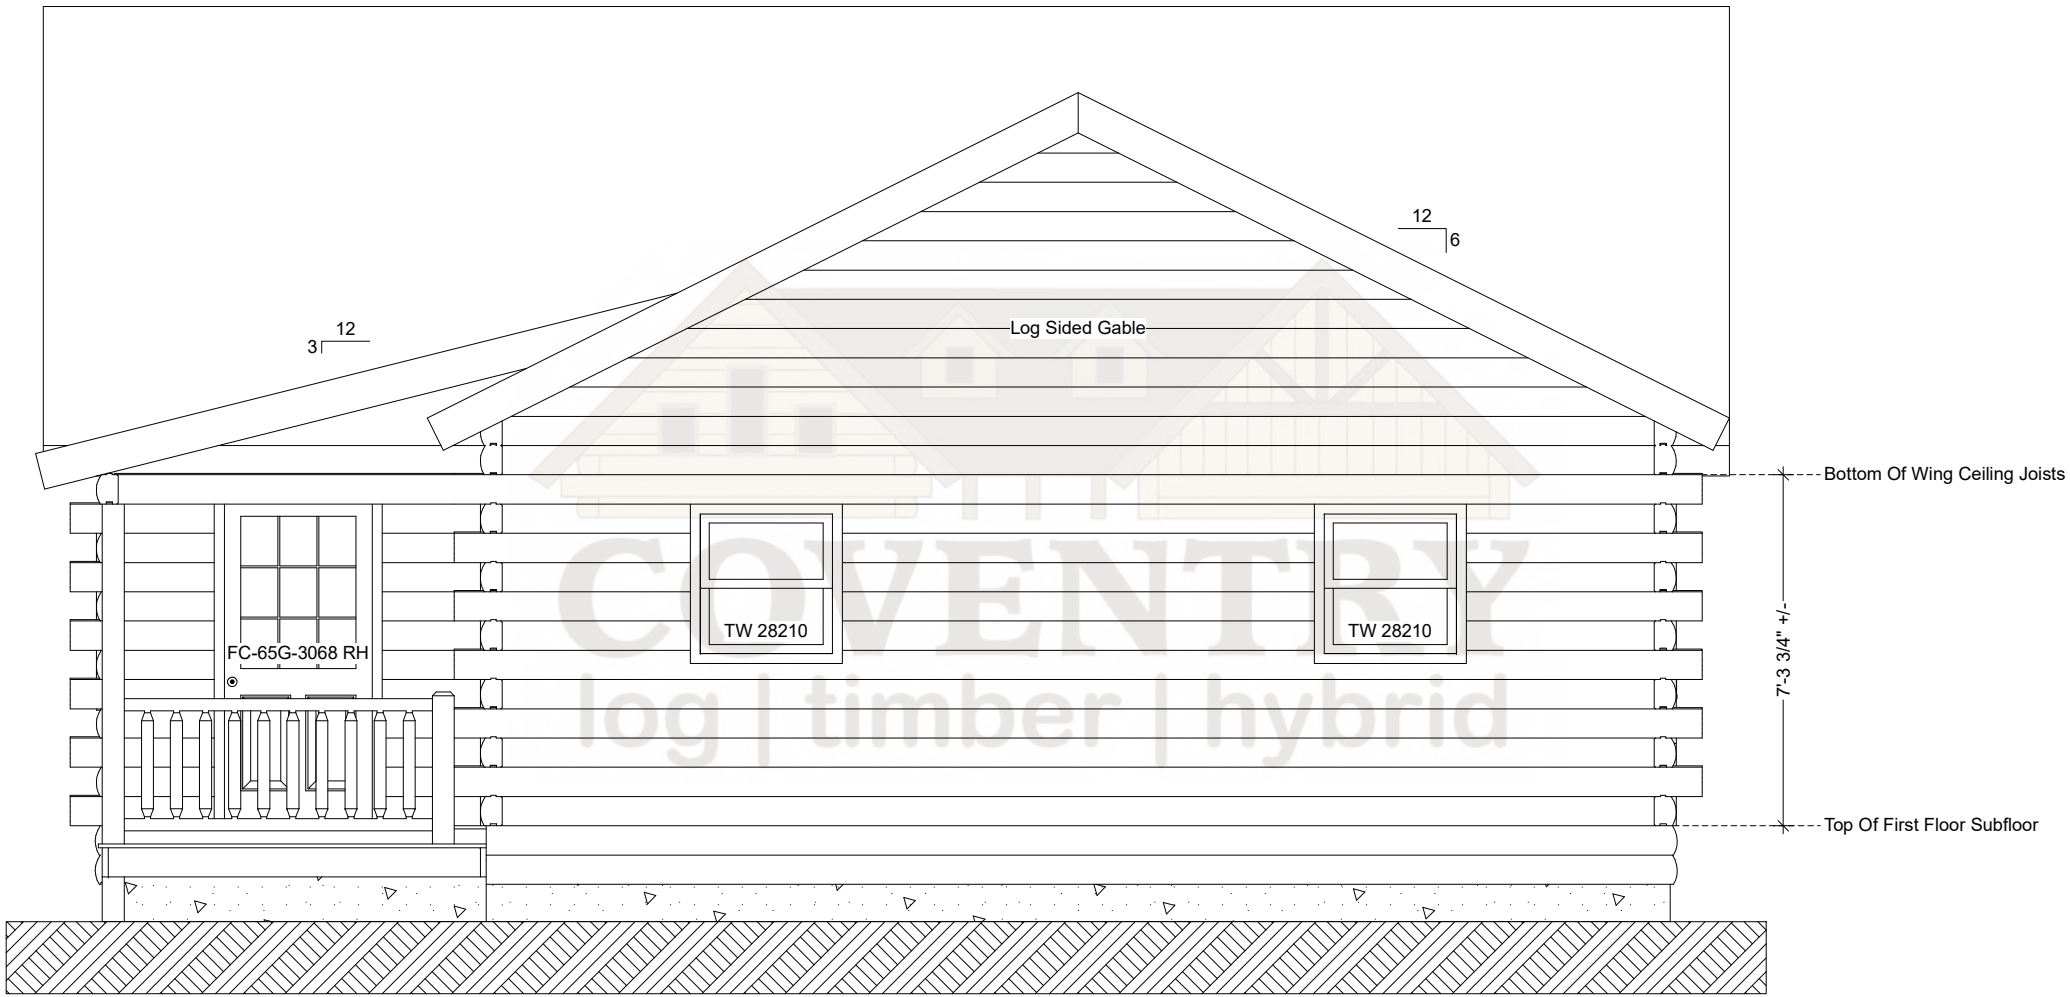 12
6
12
3
Log Sided Gable
Bottom Of Wing Ceiling Joists
COVENTRY
TW 28210
TW 28210
FC-65G-3068 RH
7'-3 3/4" +/-
log | timber | hybrid
Top Of First Floor Subfloor